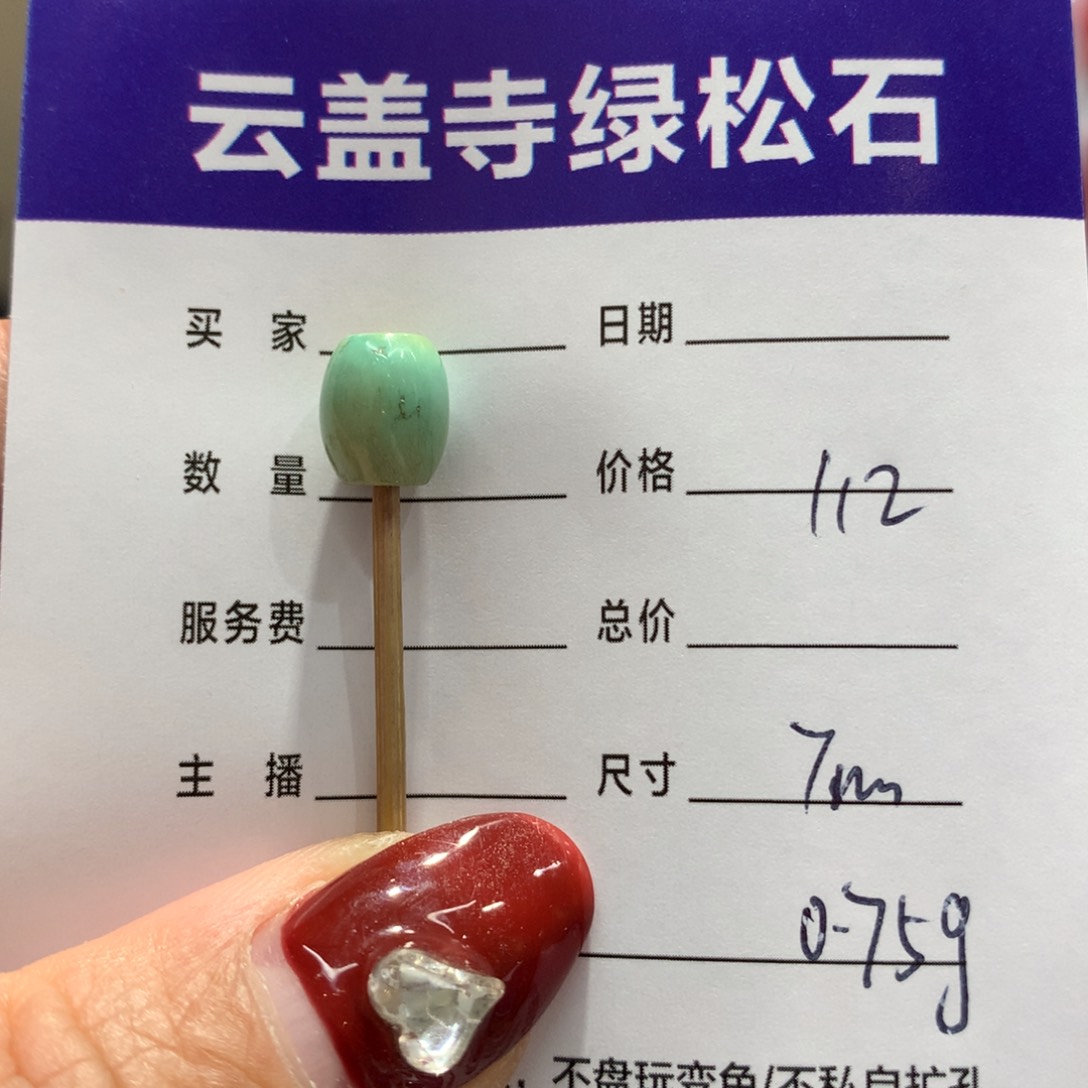 云盖寺绿松石
买 家 日期
数 量 价格 112
服务费 总价
主 播 尺寸 7mm
0.75g
，不盘玩变色/不私自扩孔